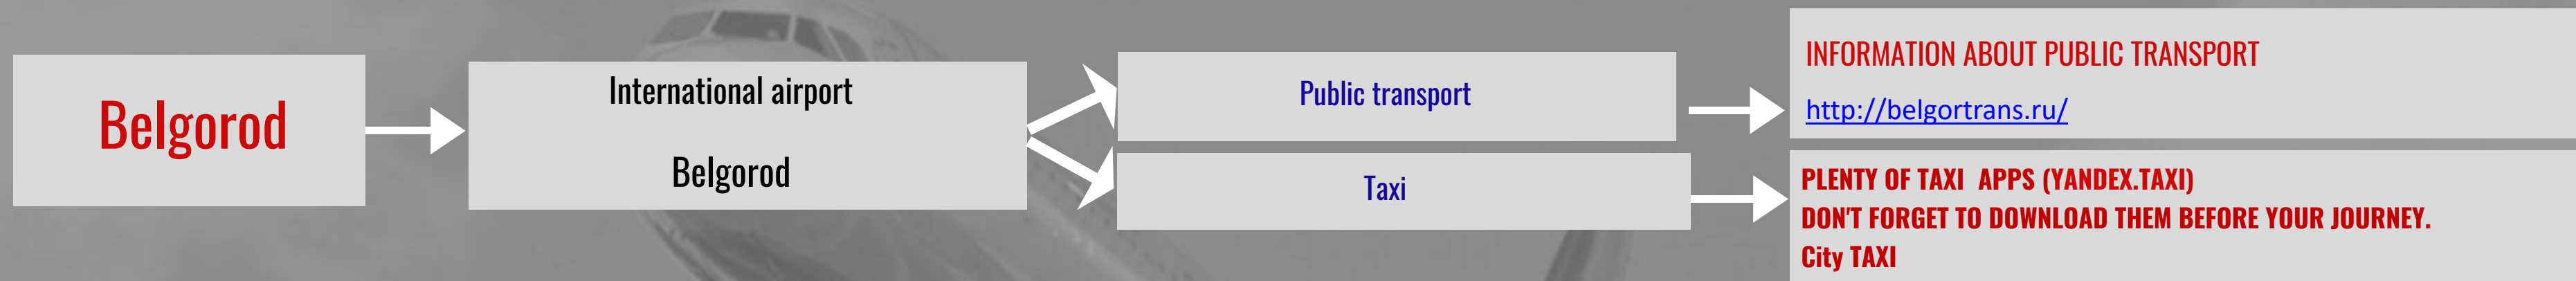 Belgorod
International airport
Belgorod
Public transport
Taxi
INFORMATION ABOUT PUBLIC TRANSPORT
http://belgortrans.ru/
PLENTY OF TAXI APPS (YANDEX.TAXI)
DON'T FORGET TO DOWNLOAD THEM BEFORE YOUR JOURNEY.
City TAXI